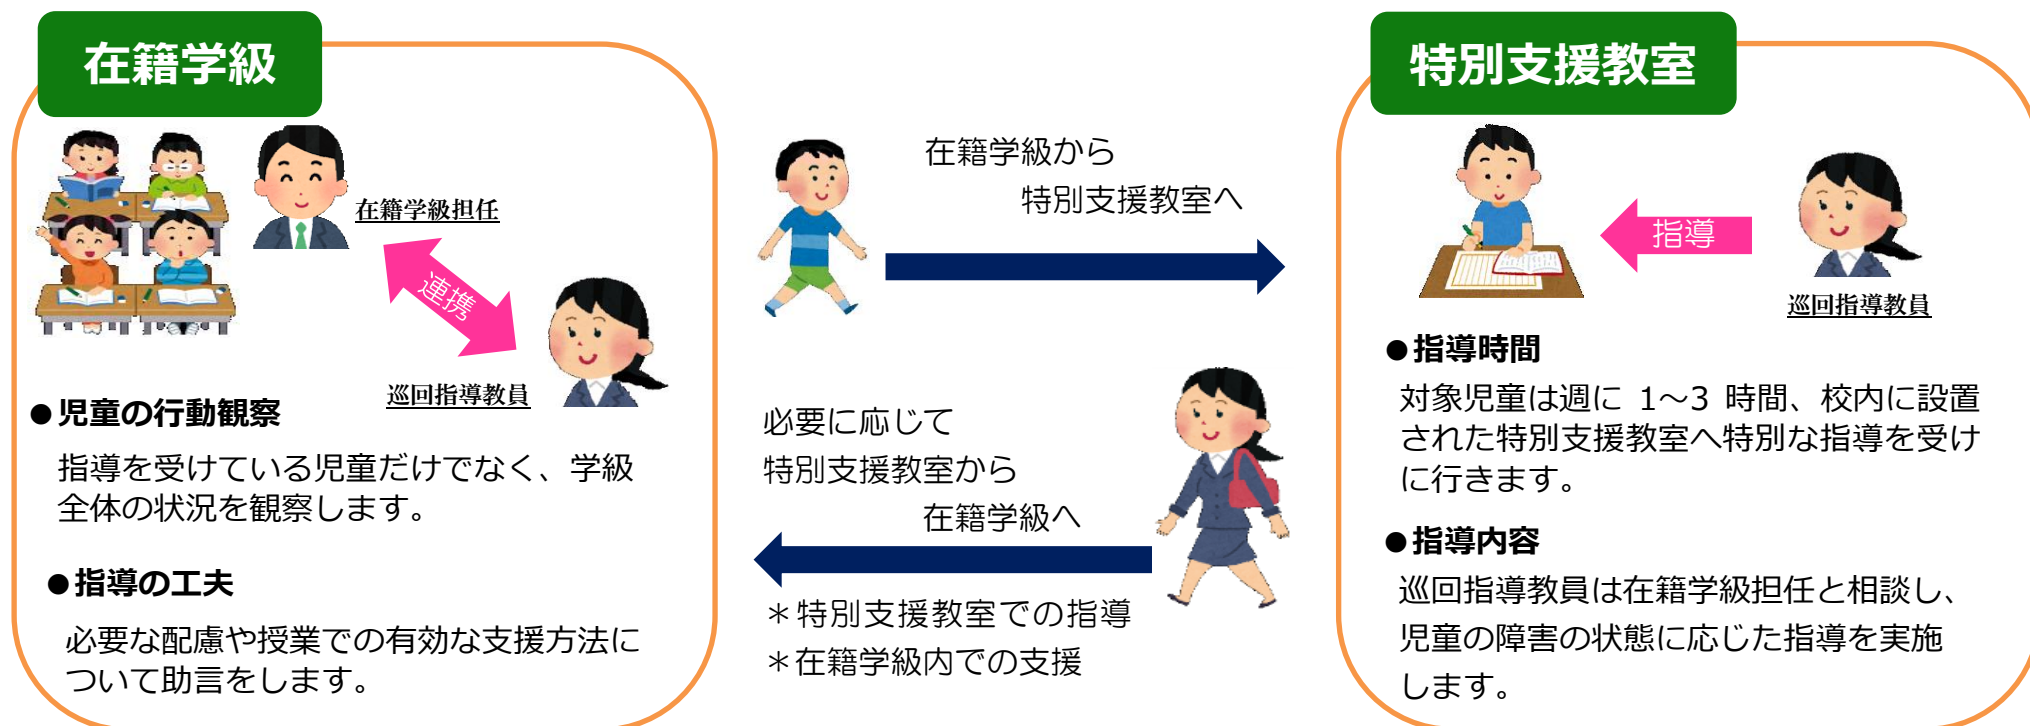 在籍学級
在籍学級担任
連携
巡回指導教員
●児童の行動観察
指導を受けている児童だけでなく、学級
全体の状況を観察します。
●指導の工夫
必要な配慮や授業での有効な支援方法に
ついて助言をします。
在籍学級から
特別支援教室へ
必要に応じて
特別支援教室から
在籍学級へ
＊特別支援教室での指導
＊在籍学級内での支援
特別支援教室
指導
巡回指導教員
●指導時間
対象児童は週に 1～3 時間、校内に設置
された特別支援教室へ特別な指導を受け
に行きます。
●指導内容
巡回指導教員は在籍学級担任と相談し、
児童の障害の状態に応じた指導を実施
します。